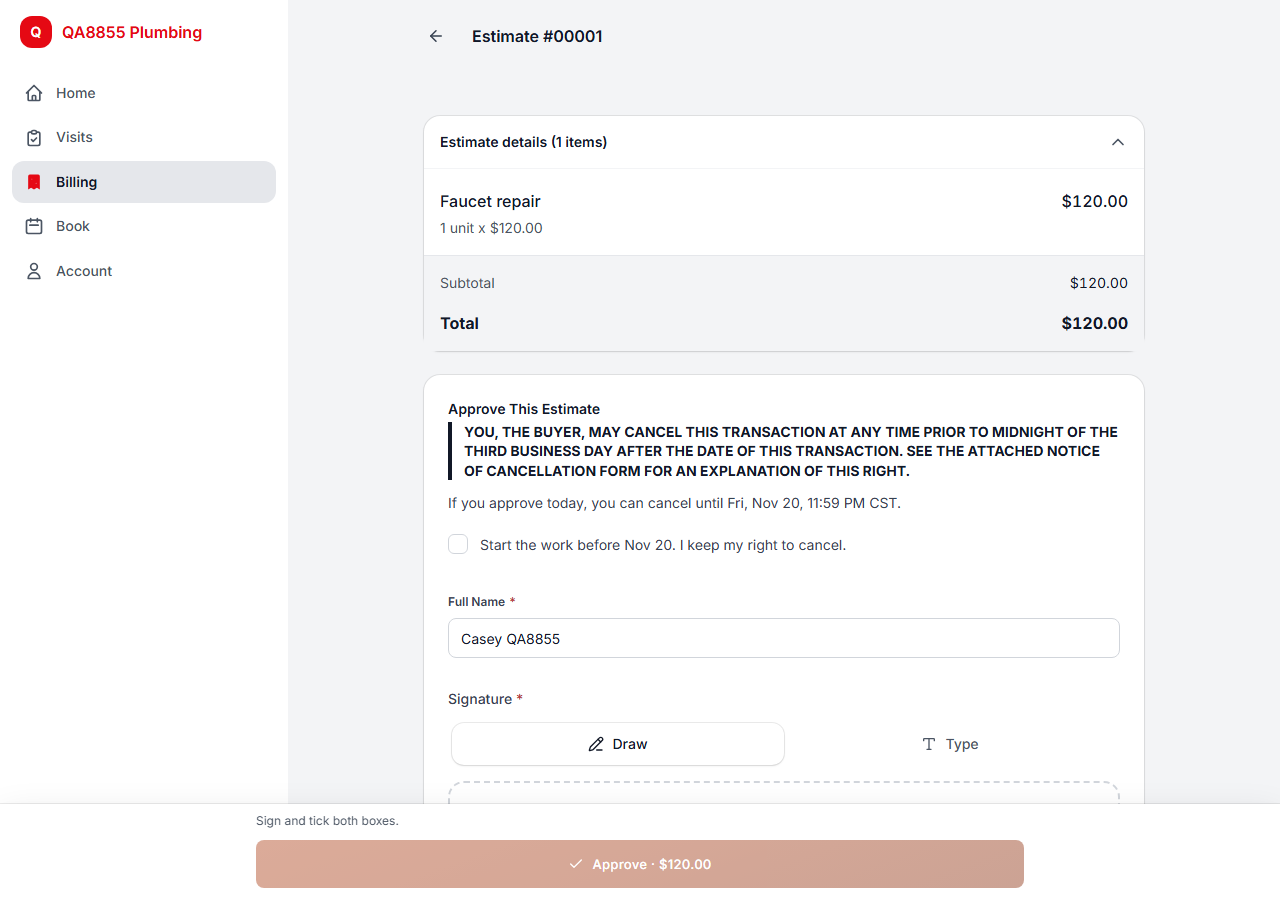 Q QA8855 Plumbing
Home
Visits
Billing
Book
Account
Estimate #00001
Estimate details (1 items)
Faucet repair $120.00
1 unit x $120.00
Subtotal $120.00
Total $120.00
Approve This Estimate
YOU, THE BUYER, MAY CANCEL THIS TRANSACTION AT ANY TIME PRIOR TO MIDNIGHT OF THE
THIRD BUSINESS DAY AFTER THE DATE OF THIS TRANSACTION. SEE THE ATTACHED NOTICE
OF CANCELLATION FORM FOR AN EXPLANATION OF THIS RIGHT.
If you approve today, you can cancel until Fri, Nov 20, 11:59 PM CST.
Start the work before Nov 20. I keep my right to cancel.
Full Name *
Casey QA8855
Signature *
Draw Type
Sign and tick both boxes.
Approve · $120.00